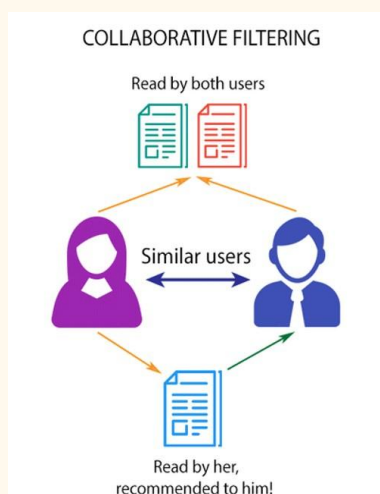 COLLABORATIVE FILTERING
Read by both users
Similar users
Read by her,
recommended to him!